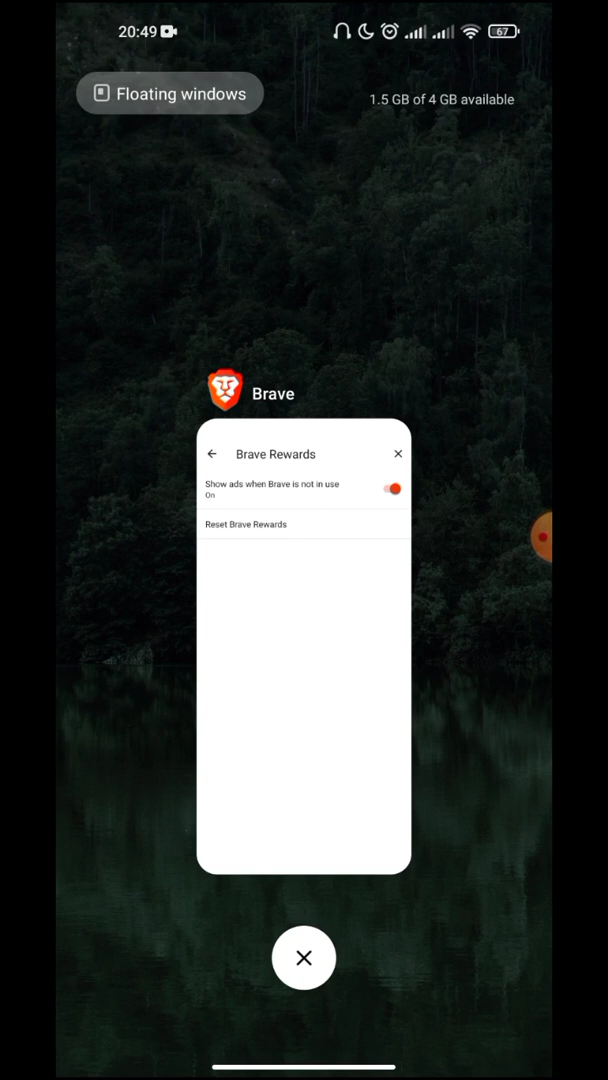 20:49
67
Floating windows
1.5 GB of 4 GB available
Brave
Brave Rewards
Show ads when Brave is not in use
On
Reset Brave Rewards